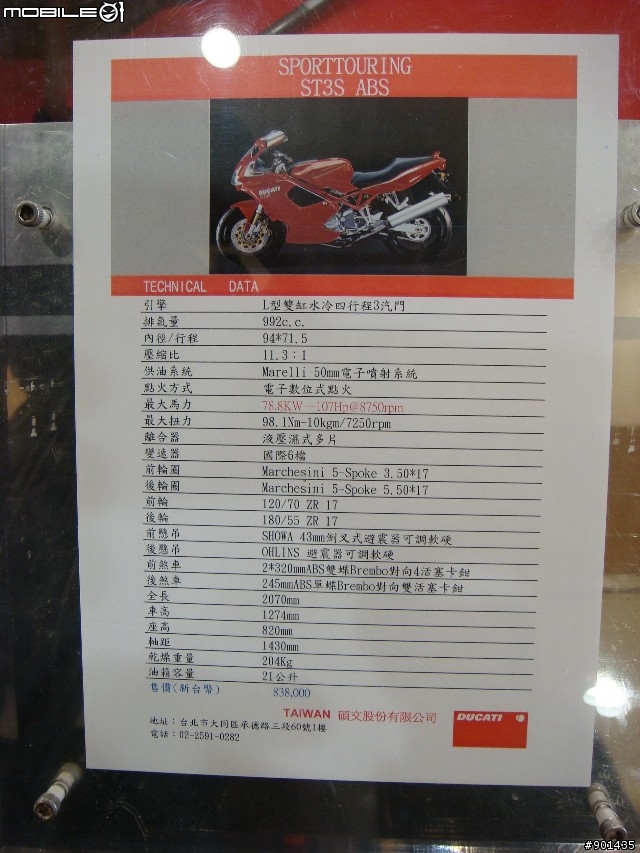 MOBILE01
SPORTTOURING
ST3S ABS
DUCATI
TECHNICAL DATA
引擎 L型雙缸水冷四行程3汽門
排氣量 992c.c.
內徑/行程 94*71.5
壓縮比 11.3:1
供油系統 Marelli 50mm電子噴射系統
點火方式 電子數位式點火
最大馬力 78.8KW—107Hp@8750rpm
最大扭力 98.1Nm-10kgm/7250rpm
離合器 液壓濕式多片
變速器 國際6檔
前輪圈 Marchesini 5-Spoke 3.50*17
後輪圈 Marchesini 5-Spoke 5.50*17
前輪 120/70 ZR 17
後輪 180/55 ZR 17
前懸吊 SHOWA 43mm倒叉式避震器可調軟硬
後懸吊 OHLINS 避震器可調軟硬
前煞車 2*320mmABS雙蝶Brembo對向4活塞卡鉗
後煞車 245mmABS單蝶Brembo對向雙活塞卡鉗
全長 2070mm
車高 1274mm
座高 820mm
軸距 1430mm
乾燥重量 204Kg
油箱容量 21公升
售價(新台幣) 838,000
TAIWAN 碩文股份有限公司
DUCATI
地址:台北市大同區承德路三段60號1樓
電話:02-2591-0282
#901435